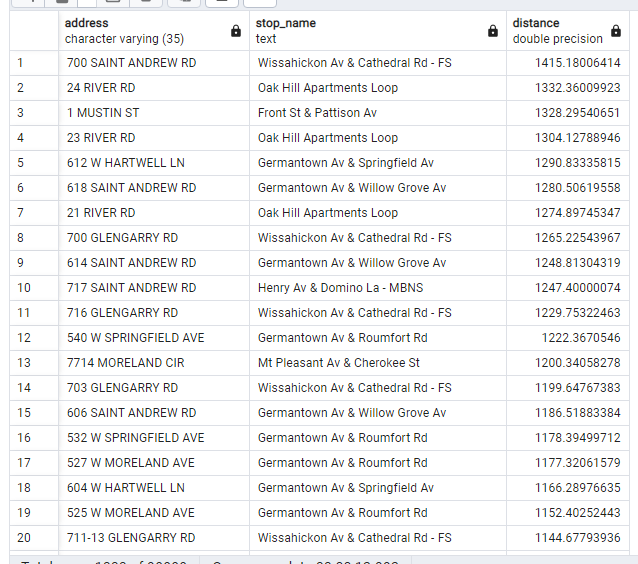 address stop_name distance
character varying (35) text double precision
1 700 SAINT ANDREW RD Wissahickon Av & Cathedral Rd - FS 1415.18006414
2 24 RIVER RD Oak Hill Apartments Loop 1332.36009923
3 1 MUSTIN ST Front St & Pattison Av 1328.29540651
4 23 RIVER RD Oak Hill Apartments Loop 1304.12788946
5 612 W HARTWELL LN Germantown Av & Springfield Av 1290.83335815
6 618 SAINT ANDREW RD Germantown Av & Willow Grove Av 1280.50619558
7 21 RIVER RD Oak Hill Apartments Loop 1274.89745347
8 700 GLENGARRY RD Wissahickon Av & Cathedral Rd - FS 1265.22543967
9 614 SAINT ANDREW RD Germantown Av & Willow Grove Av 1248.81304319
10 717 SAINT ANDREW RD Henry Av & Domino La - MBNS 1247.40000074
11 716 GLENGARRY RD Wissahickon Av & Cathedral Rd - FS 1229.75322463
12 540 W SPRINGFIELD AVE Germantown Av & Roumfort Rd 1222.3670546
13 7714 MORELAND CIR Mt Pleasant Av & Cherokee St 1200.34058278
14 703 GLENGARRY RD Wissahickon Av & Cathedral Rd - FS 1199.64767383
15 606 SAINT ANDREW RD Germantown Av & Willow Grove Av 1186.51883384
16 532 W SPRINGFIELD AVE Germantown Av & Roumfort Rd 1178.39499712
17 527 W MORELAND AVE Germantown Av & Roumfort Rd 1177.32061579
18 604 W HARTWELL LN Germantown Av & Springfield Av 1166.28976635
19 525 W MORELAND AVE Germantown Av & Roumfort Rd 1152.40252443
20 711-13 GLENGARRY RD Wissahickon Av & Cathedral Rd - FS 1144.67793936